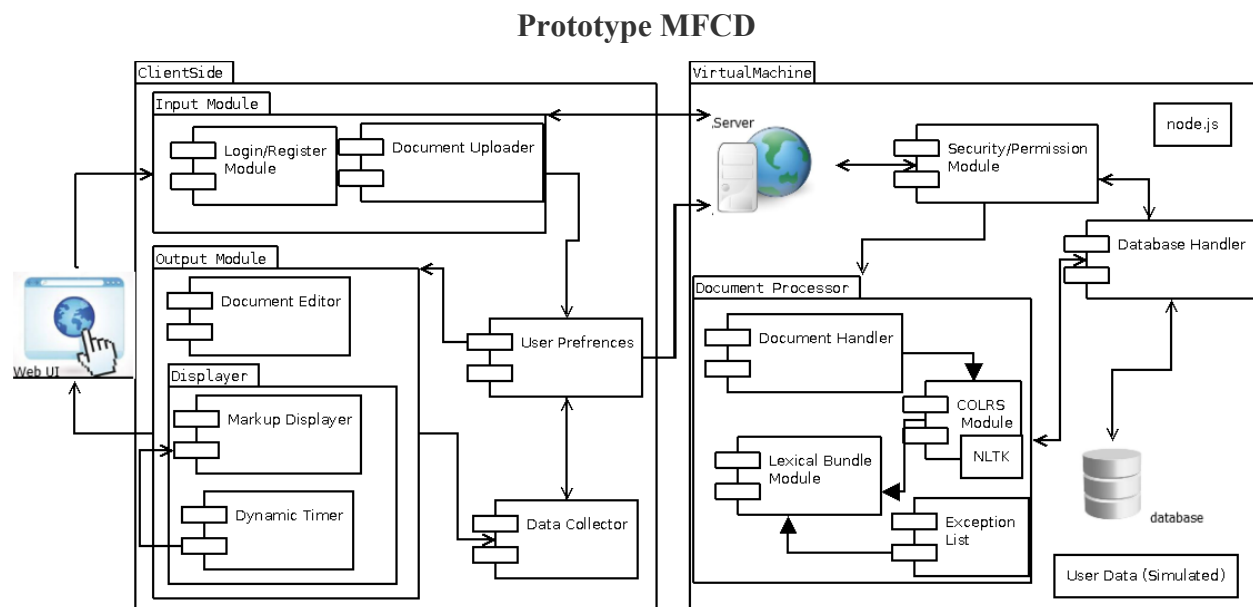 Prototype MFCD
ClientSide
Input Module
Login/Register
Module
Document Uploader
Output Module
Document Editor
Displayer
Markup Displayer
Dynamic Timer
User Prefrences
Data Collector
Web UI
VirtualMachine
Server
Security/Permission
Module
node.js
Database Handler
Document Processor
Document Handler
COLRS
Module
NLTK
Lexical Bundle
Module
Exception
List
database
User Data (Simulated)